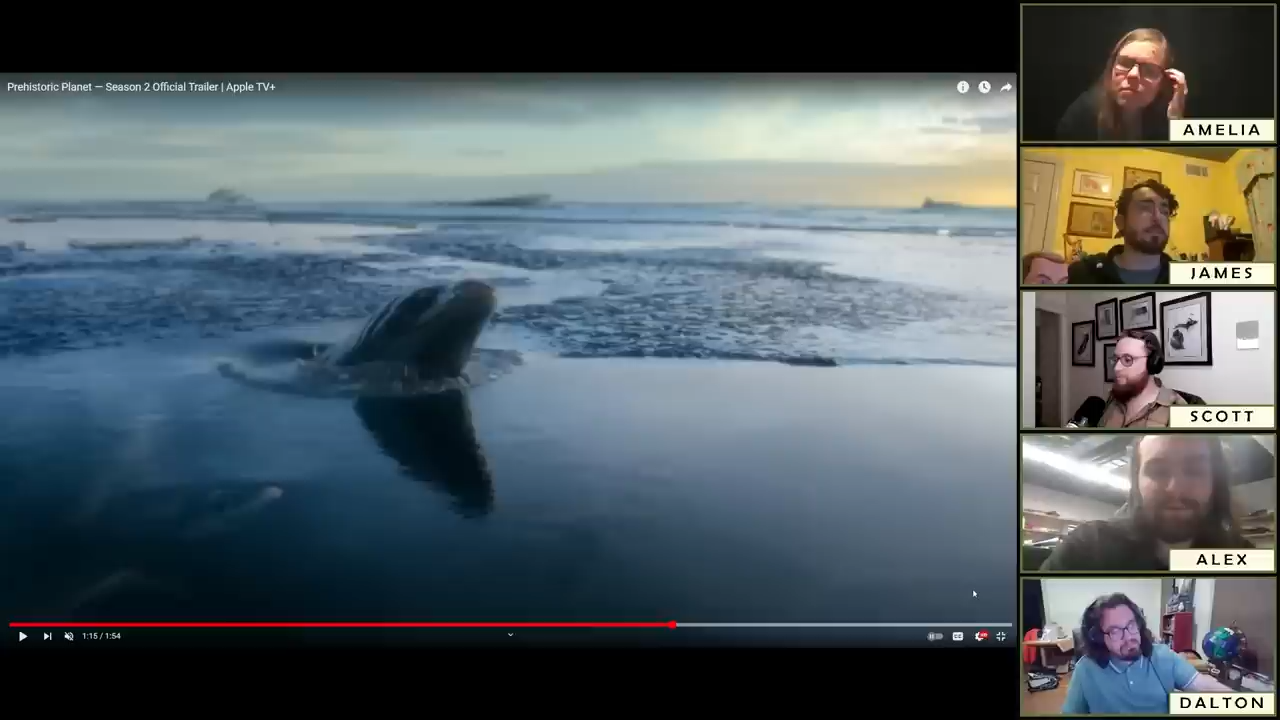 Prehistoric Planet — Season 2 Official Trailer | Apple TV+
AMELIA
JAMES
SCOTT
ALEX
DALTON
1:15 / 1:54